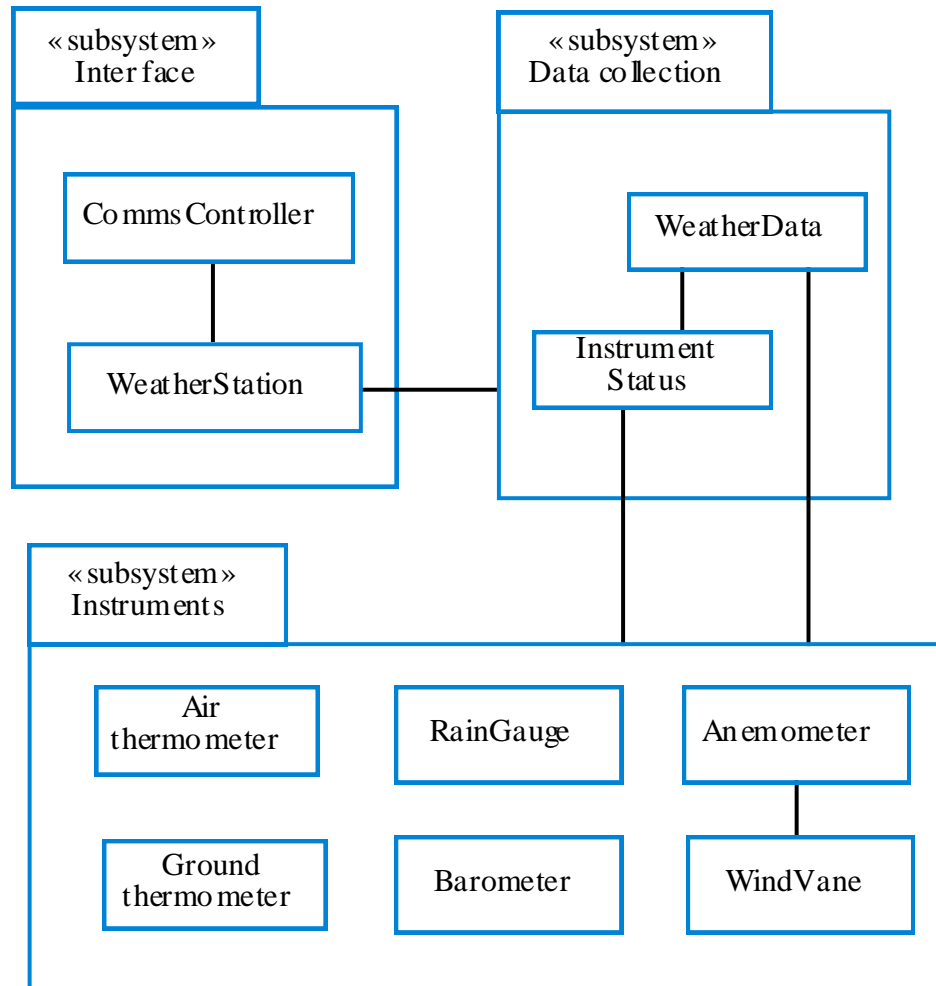 «subsystem»
Interface
«subsystem»
Data collection
CommsController
WeatherData
WeatherStation
Instrument
Status
«subsystem»
Instruments
Air
thermometer
RainGauge
Anemometer
Ground
thermometer
Barometer
WindVane